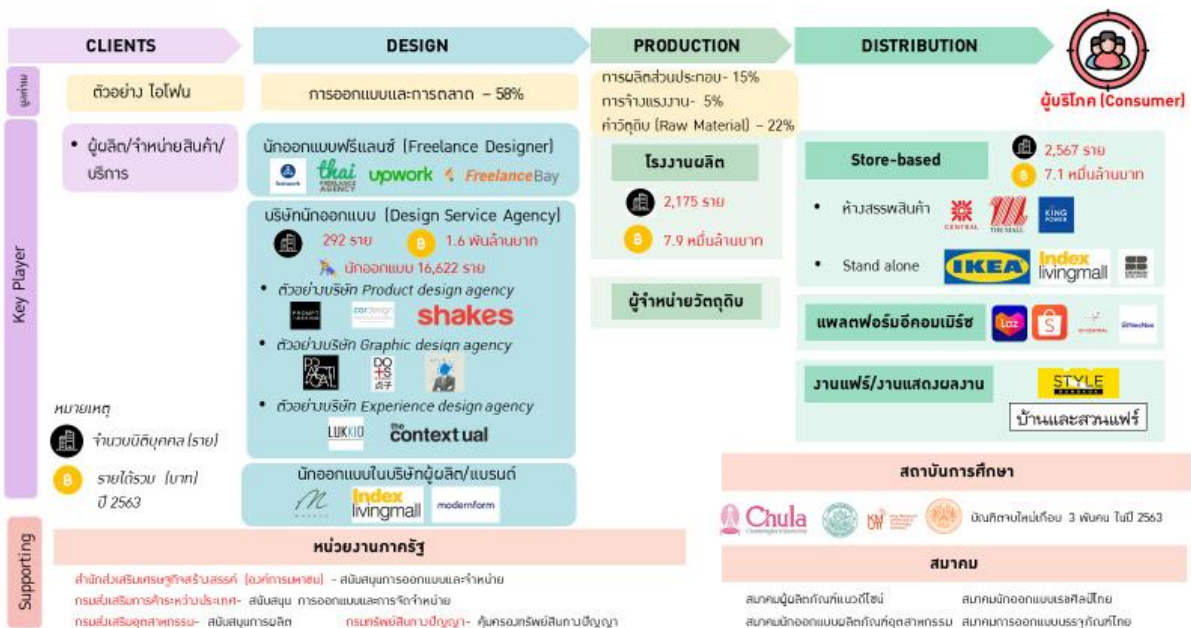 CLIENTS
DESIGN
PRODUCTION
DISTRIBUTION
ผู้บริโภค (Consumer)
มูลค่าเพิ่ม
ตัวอย่าง ไอโฟน
การออกแบบและการตลาด – 58%
การผลิตส่วนประกอบ- 15%
การจ้างแรงงาน- 5%
ค่าวัตถุดิบ (Raw Material) – 22%
Key Player
• ผู้ผลิต/จำหน่ายสินค้า/
บริการ
นักออกแบบฟรีแลนซ์ (Freelance Designer)
fastwork
thai
FREELANCE
AGENCY
upwork
FreelanceBay
บริษัทนักออกแบบ (Design Service Agency)
292 ราย
1.6 พันล้านบาท
นักออกแบบ 16,622 ราย
• ตัวอย่างบริษัท Product design agency
PROMPT
cordesign
shakes
• ตัวอย่างบริษัท Graphic design agency
PRACTICAL
DOTS
• ตัวอย่างบริษัท Experience design agency
LUKKID
the
contextual
นักออกแบบในบริษัทผู้ผลิต/แบรนด์
Index
livingmall
modernform
โรงงานผลิต
2,175 ราย
7.9 หมื่นล้านบาท
ผู้จำหน่ายวัตถุดิบ
Store-based
2,567 ราย
7.1 หมื่นล้านบาท
• ห้างสรรพสินค้า
CENTRAL
THE MALL
KING
POWER
• Stand alone
IKEA
Index
livingmall
แพลตฟอร์มอีคอมเมิร์ซ
Laz
S
JD CENTRAL
NocNoc
งานแฟร์/งานแสดงผลงาน
STYLE
BANGKOK
บ้านและสวนแฟร์
หมายเหตุ
จำนวนนิติบุคคล (ราย)
รายได้รวม (บาท)
ปี 2563
Supporting
หน่วยงานภาครัฐ
สำนักส่งเสริมเศรษฐกิจสร้างสรรค์ (องค์การมหาชน) - สนับสนุนการออกแบบและจำหน่าย
กรมส่งเสริมการค้าระหว่างประเทศ- สนับสนุน การออกแบบและการจัดจำหน่าย
กรมส่งเสริมอุตสาหกรรม- สนับสนุนการผลิต
กรมทรัพย์สินทางปัญญา- คุ้มครองทรัพย์สินทางปัญญา
สถาบันการศึกษา
Chula
บัณฑิตจบใหม่เกือบ 3 พันคน ในปี 2563
สมาคม
สมาคมผู้ผลิตภัณฑ์แนวดีไซน์
สมาคมนักออกแบบเรขศิลป์ไทย
สมาคมนักออกแบบผลิตภัณฑ์อุตสาหกรรม
สมาคมการออกแบบบรรจุภัณฑ์ไทย